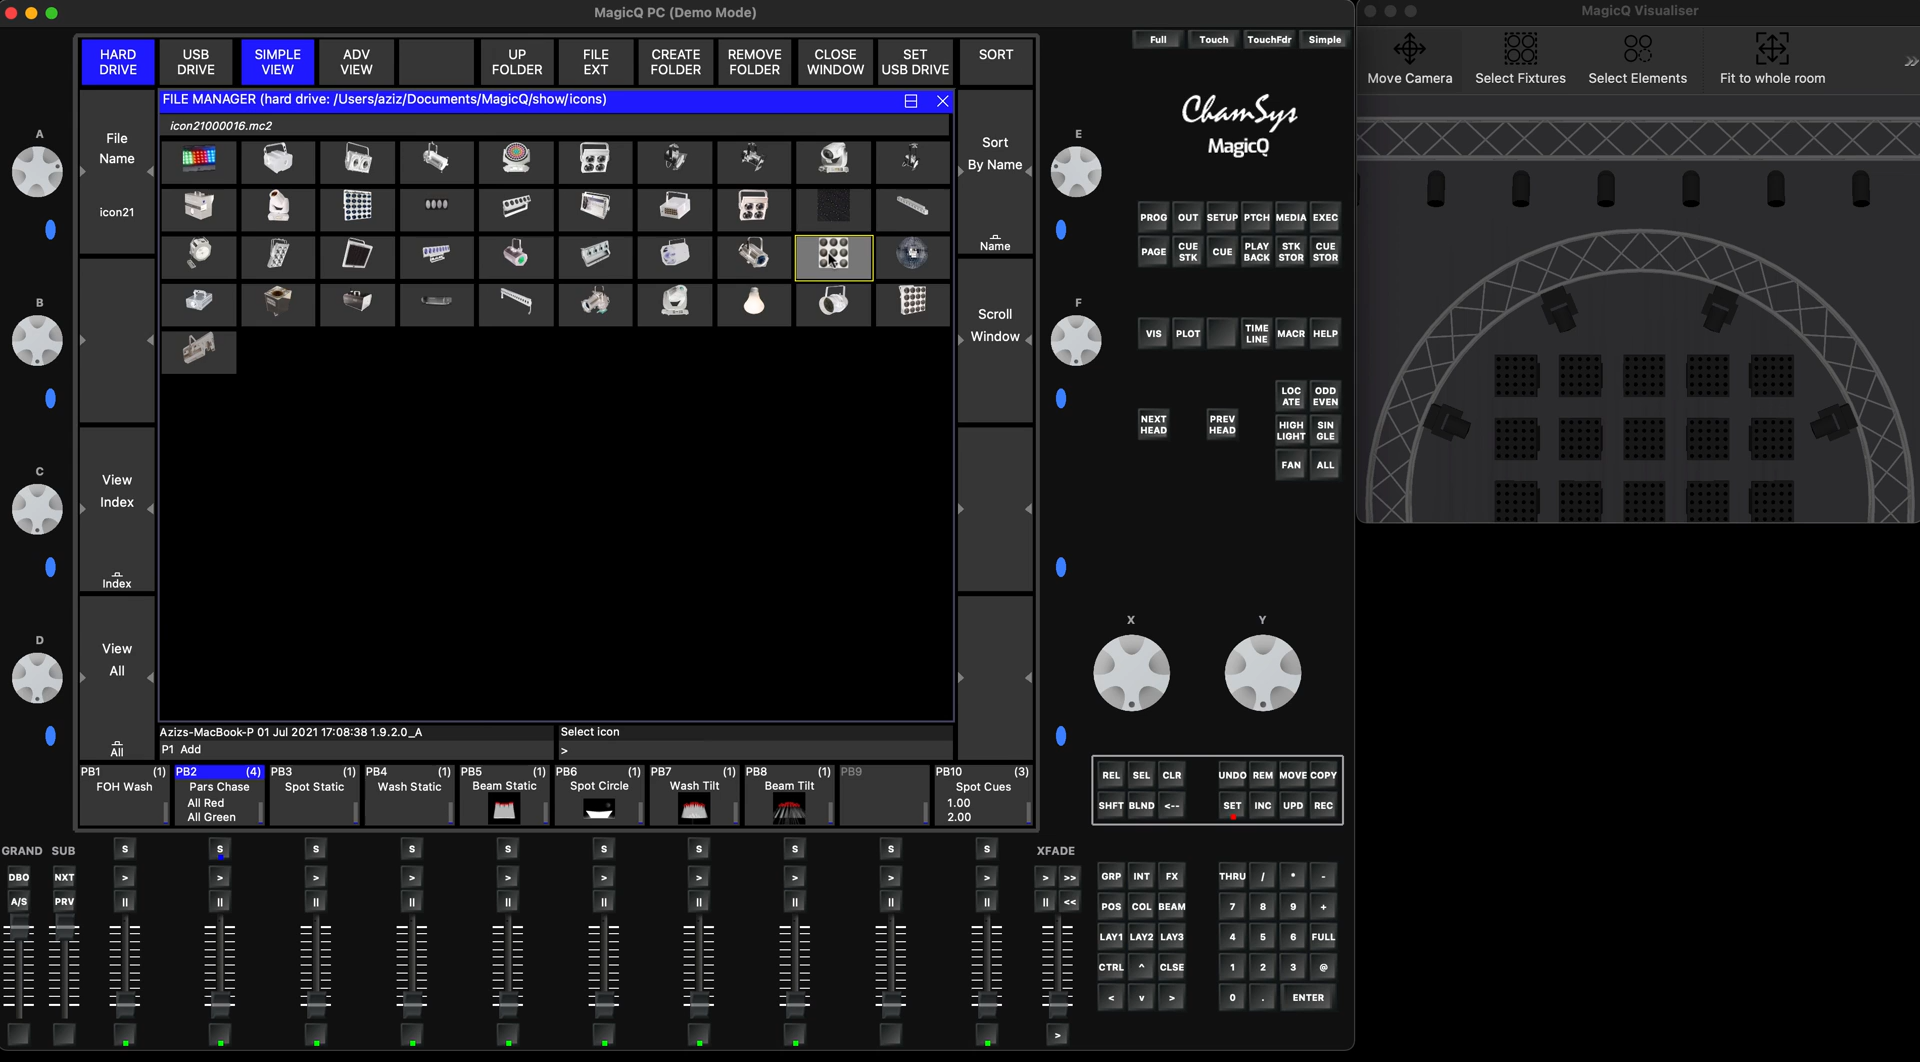 MagicQ PC (Demo Mode)
MagicQ Visualiser
HARD DRIVE
USB DRIVE
SIMPLE VIEW
ADV VIEW
UP FOLDER
FILE EXT
CREATE FOLDER
REMOVE FOLDER
CLOSE WINDOW
SET USB DRIVE
SORT
Full
Touch
TouchFdr
Simple
Move Camera
Select Fixtures
Select Elements
Fit to whole room
FILE MANAGER (hard drive: /Users/aziz/Documents/MagicQ/show/icons)
icon21000016.mc2
ChamSys
MagicQ
A
File Name
icon21
B
C
View Index
Index
D
View All
All
Sort By Name
Name
Scroll Window
E
F
PROG OUT SETUP PTCH MEDIA EXEC
PAGE CUE STK CUE PLAY BACK STK STOR CUE STOR
VIS PLOT TIME LINE MACR HELP
NEXT HEAD
PREV HEAD
LOC ATE
ODD EVEN
HIGH LIGHT
SIN GLE
FAN ALL
X
Y
Azizs-MacBook-P 01 Jul 2021 17:08:38 1.9.2.0_A
Select icon
P1 Add
>
PB1 (1)
FOH Wash
PB2 (4)
Pars Chase
All Red
All Green
PB3 (1)
Spot Static
PB4 (1)
Wash Static
PB5 (1)
Beam Static
PB6 (1)
Spot Circle
PB7 (1)
Wash Tilt
PB8 (1)
Beam Tilt
PB9
PB10 (3)
Spot Cues
1.00
2.00
REL SEL CLR UNDO REM MOVE COPY
SHFT BLND <-- SET INC UPD REC
GRAND SUB
S S S S S S S S S S
XFADE
DBO NXT > > > > > > > > > > > >>
A/S PRV II II II II II II II II II II II <<
>
GRP INT FX THRU / * -
POS COL BEAM 7 8 9 +
LAY1 LAY2 LAY3 4 5 6 FULL
CTRL ^ CLSE 1 2 3 @
< v > 0 . ENTER